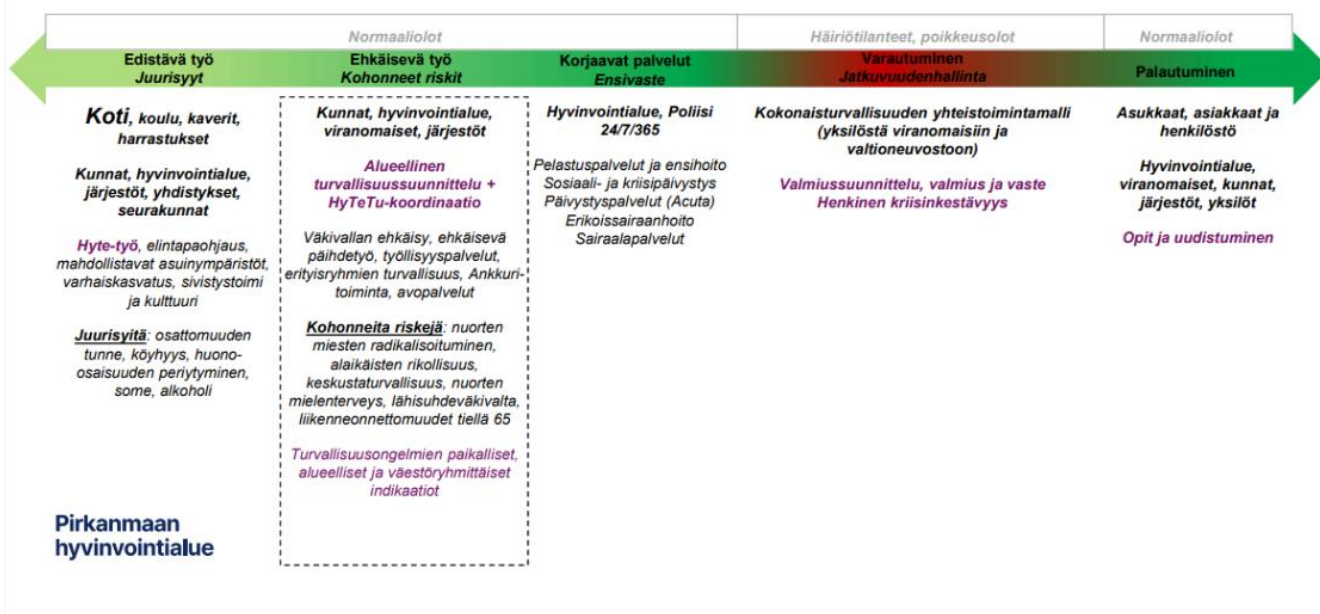 Normaaliolot
Häiriötilanteet, poikkeusolot
Normaaliolot
Edistävä työ
Juurisyyt
Ehkäisevä työ
Kohonneet riskit
Korjaavat palvelut
Ensivaste
Varautuminen
Jatkuvuudenhallinta
Palautuminen
Koti, koulu, kaverit,
harrastukset
Kunnat, hyvinvointialue,
järjestöt, yhdistykset,
seurakunnat
Hyte-työ, elintapaohjaus,
mahdollistavat asuinympäristöt,
varhaiskasvatus, sivistystoimi
ja kulttuuri
Juurisyitä: osattomuuden
tunne, köyhyys, huono-
osaisuuden periytyminen,
some, alkoholi
Kunnat, hyvinvointialue,
viranomaiset, järjestöt
Alueellinen
turvallisuussuunnittelu +
HyTeTu-koordinaatio
Väkivallan ehkäisy, ehkäisevä
päihdetyö, työllisyyspalvelut,
erityisryhmien turvallisuus, Ankkuri-
toiminta, avopalvelut
Kohonneita riskejä: nuorten
miesten radikalisoituminen,
alaikäisten rikollisuus,
keskustaturvallisuus, nuorten
mielenterveys, lähisuhdeväkivalta,
liikenneonnettomuudet tiellä 65
Turvallisuusongelmien paikalliset,
alueelliset ja väestöryhmittäiset
indikaatiot
Hyvinvointialue, Poliisi
24/7/365
Pelastuspalvelut ja ensihoito
Sosiaali- ja kriisipäivystys
Päivystyspalvelut (Acuta)
Erikoissairaanhoito
Sairaalapalvelut
Kokonaisturvallisuuden yhteistoimintamalli
(yksilöstä viranomaisiin ja
valtioneuvostoon)
Valmiussuunnittelu, valmius ja vaste
Henkinen kriisinkestävyys
Asukkaat, asiakkaat ja
henkilöstö
Hyvinvointialue,
viranomaiset, kunnat,
järjestöt, yksilöt
Opit ja uudistuminen
Pirkanmaan
hyvinvointialue